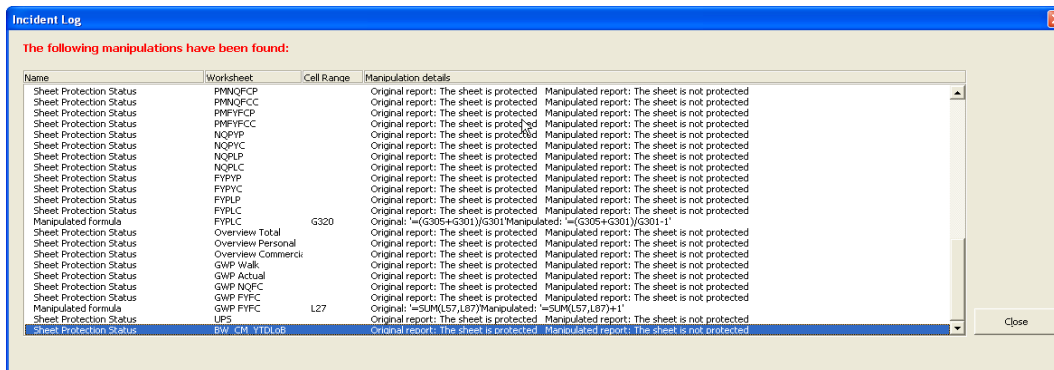 Incident Log
The following manipulations have been found:
Name Worksheet Cell Range Manipulation details
Sheet Protection Status PMNQFCP Original report: The sheet is protected Manipulated report: The sheet is not protected
Sheet Protection Status PMNQFCC Original report: The sheet is protected Manipulated report: The sheet is not protected
Sheet Protection Status PMFYFCP Original report: The sheet is protected Manipulated report: The sheet is not protected
Sheet Protection Status PMFYFCC Original report: The sheet is protected Manipulated report: The sheet is not protected
Sheet Protection Status NQPYP Original report: The sheet is protected Manipulated report: The sheet is not protected
Sheet Protection Status NQPYC Original report: The sheet is protected Manipulated report: The sheet is not protected
Sheet Protection Status NQPLP Original report: The sheet is protected Manipulated report: The sheet is not protected
Sheet Protection Status NQPLC Original report: The sheet is protected Manipulated report: The sheet is not protected
Sheet Protection Status FYPYP Original report: The sheet is protected Manipulated report: The sheet is not protected
Sheet Protection Status FYPYC Original report: The sheet is protected Manipulated report: The sheet is not protected
Sheet Protection Status FYPLP Original report: The sheet is protected Manipulated report: The sheet is not protected
Sheet Protection Status FYPLC Original report: The sheet is protected Manipulated report: The sheet is not protected
Manipulated formula FYPLC G320 Original: '=(G305+G301)/G301'Manipulated: '=(G305+G301)/G301-1'
Sheet Protection Status Overview Total Original report: The sheet is protected Manipulated report: The sheet is not protected
Sheet Protection Status Overview Personal Original report: The sheet is protected Manipulated report: The sheet is not protected
Sheet Protection Status Overview Commercia Original report: The sheet is protected Manipulated report: The sheet is not protected
Sheet Protection Status GWP Walk Original report: The sheet is protected Manipulated report: The sheet is not protected
Sheet Protection Status GWP Actual Original report: The sheet is protected Manipulated report: The sheet is not protected
Sheet Protection Status GWP NQFC Original report: The sheet is protected Manipulated report: The sheet is not protected
Sheet Protection Status GWP FYFC Original report: The sheet is protected Manipulated report: The sheet is not protected
Manipulated formula GWP FYFC L27 Original: '=SUM(L57,L87)'Manipulated: '=SUM(L57,L87)+1'
Sheet Protection Status UPS Original report: The sheet is protected Manipulated report: The sheet is not protected
Sheet Protection Status BW_CM_YTDLoB Original report: The sheet is protected Manipulated report: The sheet is not protected
Close